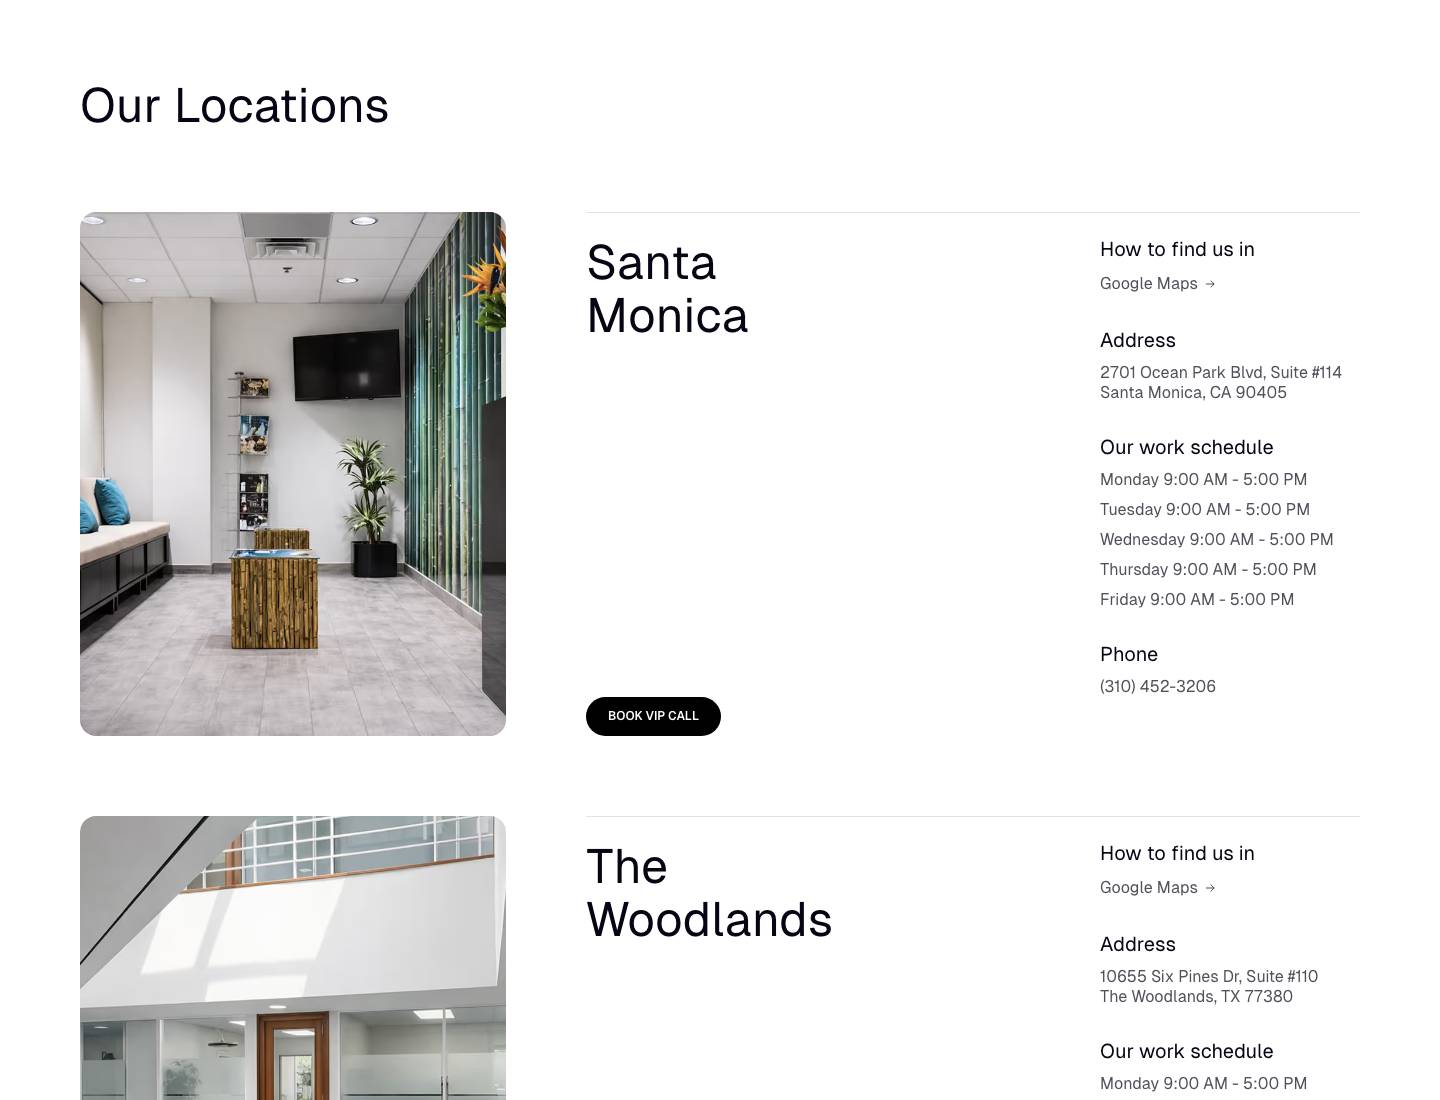 Our Locations
Santa
Monica
BOOK VIP CALL
How to find us in
Google Maps →
Address
2701 Ocean Park Blvd, Suite #114
Santa Monica, CA 90405
Our work schedule
Monday 9:00 AM - 5:00 PM
Tuesday 9:00 AM - 5:00 PM
Wednesday 9:00 AM - 5:00 PM
Thursday 9:00 AM - 5:00 PM
Friday 9:00 AM - 5:00 PM
Phone
(310) 452-3206
The
Woodlands
How to find us in
Google Maps →
Address
10655 Six Pines Dr, Suite #110
The Woodlands, TX 77380
Our work schedule
Monday 9:00 AM - 5:00 PM